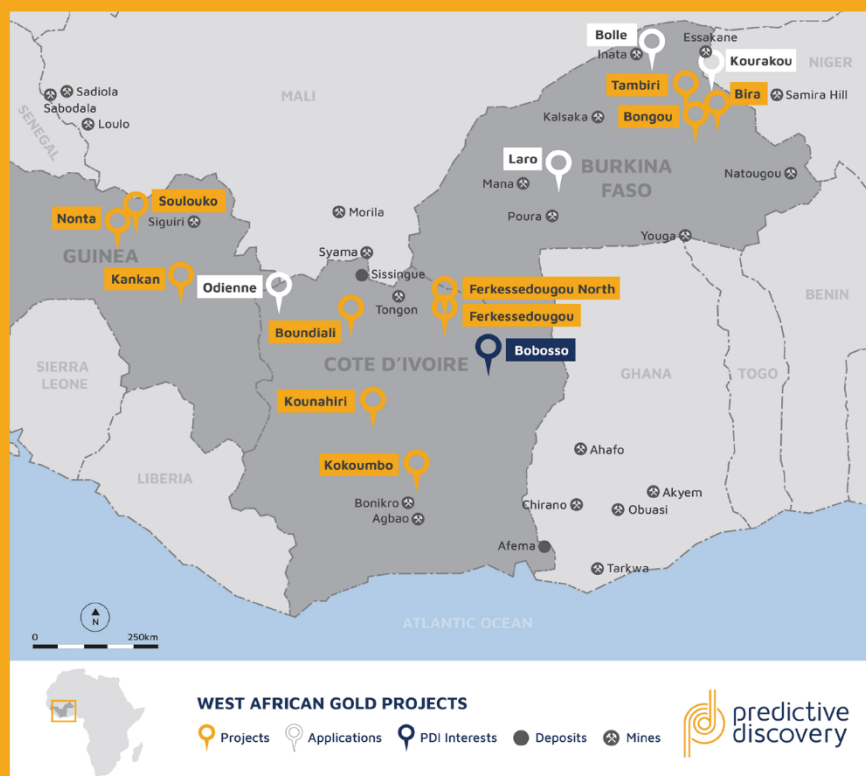 Bolle
Essakane
Inata
Kourakou
NIGER
Sadiola
Sabodala
MALI
Tambiri
Bira
Samira Hill
Loulo
Kalsaka
Bongou
SENEGAL
Laro
BURKINA
FASO
Natougou
Mana
Soulouko
Nonta
Siguiri
Morila
Poura
Youga
GUINEA
Syama
Kankan
Sissingue
Odienne
Ferkessedougou North
Tongon
BENIN
Boundiali
Ferkessedougou
COTE D'IVOIRE
Bobosso
SIERRA
LEONE
GHANA
TOGO
Kounahiri
Ahafo
Kokoumbo
LIBERIA
Akyem
Bonikro
Chirano
Obuasi
Agbao
Afema
Tarkwa
N
ATLANTIC OCEAN
0 250km
WEST AFRICAN GOLD PROJECTS
Projects Applications PDI Interests Deposits Mines
predictive
discovery